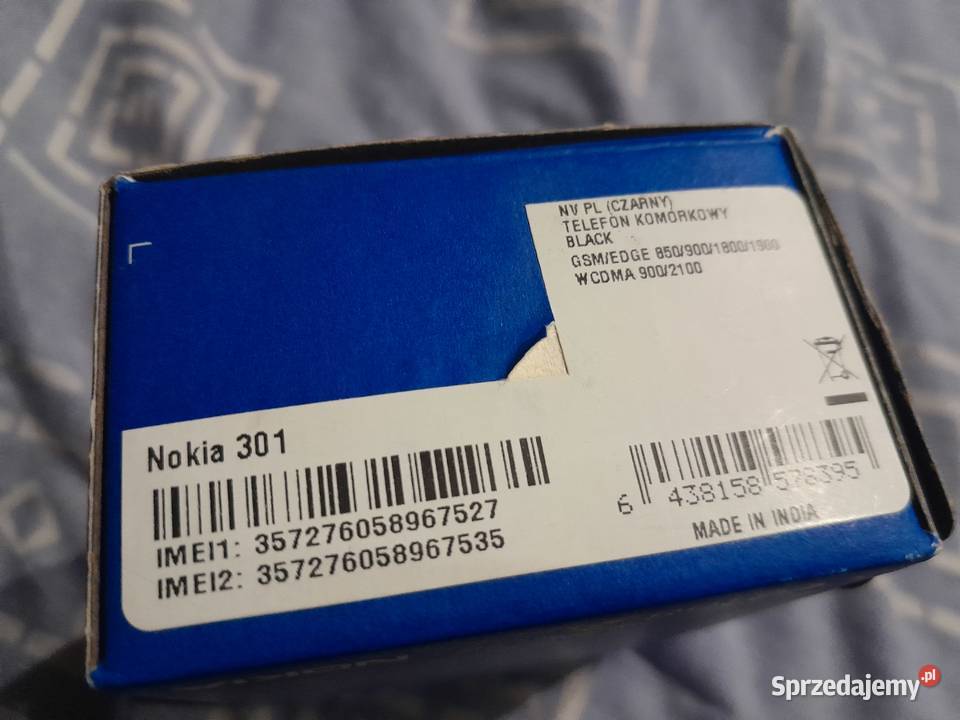 NV PL (CZARNY)
TELEFON KOMÓRKOWY
BLACK
GSM/EDGE 850/900/1800/1900
WCDMA 900/2100
Nokia 301
IMEI1: 357276058967527
IMEI2: 357276058967535
6 438158 578395
MADE IN INDIA
Sprzedajemy.pl